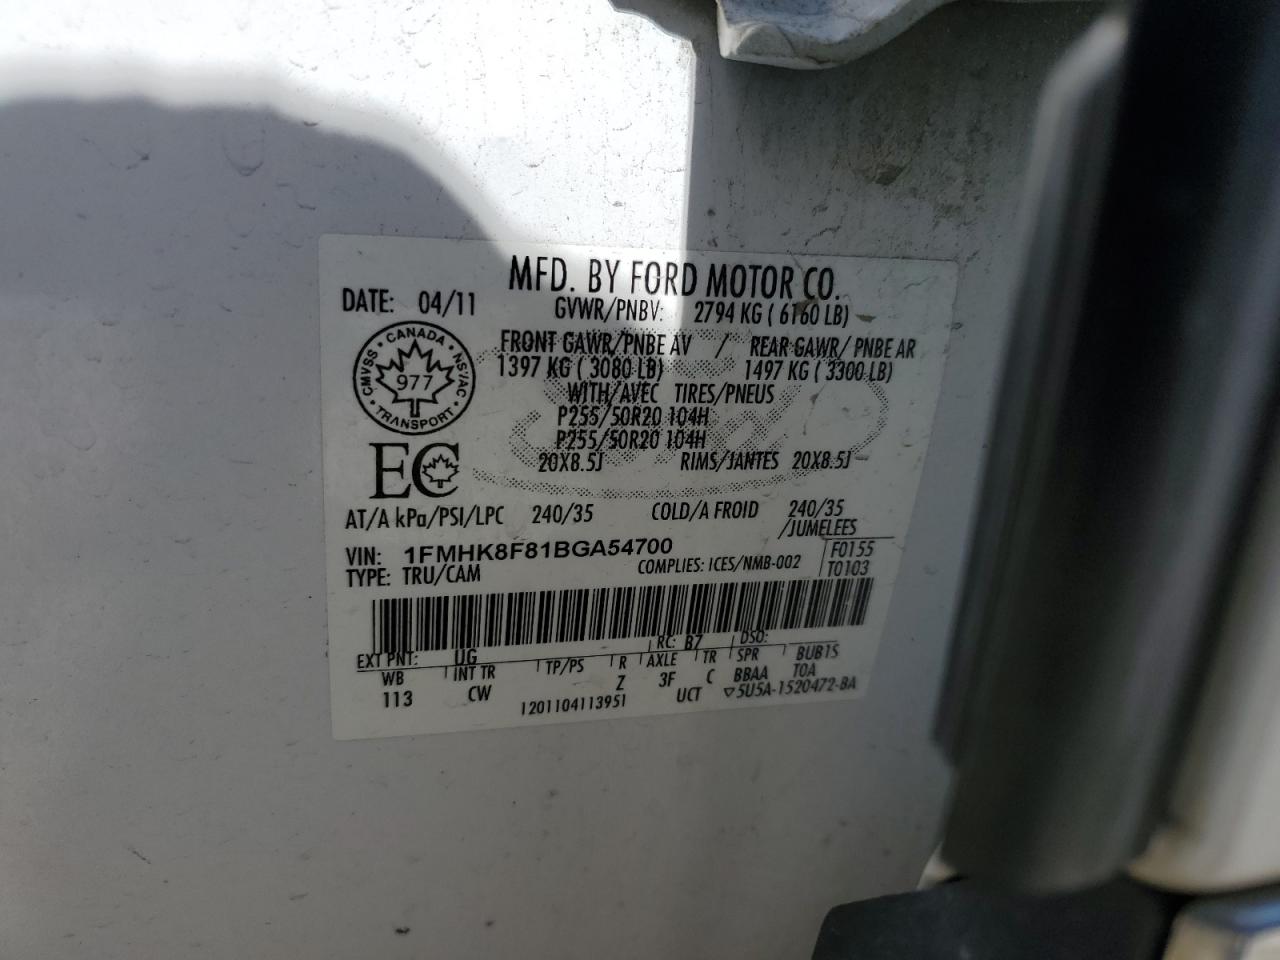 MFD. BY FORD MOTOR CO.
DATE: 04/11
GVWR/PNBV: 2794 KG ( 6160 LB)
CANADA
CMVSS NSVAC
977
TRANSPORT
FRONT GAWR/PNBE AV / REAR GAWR/ PNBE AR
1397 KG ( 3080 LB) 1497 KG ( 3300 LB)
WITH/AVEC TIRES/PNEUS
P255/50R20 104H
P255/50R20 104H
EC
20X8.5J RIMS/JANTES 20X8.5J
AT/A kPa/PSI/LPC 240/35 COLD/A FROID 240/35
/JUMELEES
VIN: 1FMHK8F81BGA54700
F0155
TYPE: TRU/CAM COMPLIES: ICES/NMB-002
T0103
EXT PNT: UG RC: B7 DSO:
WB INT TR TP/PS R AXLE TR SPR BUB15
113 CW Z 3F C BBAA TOA
1201104113951 UCT ▽5U5A-1520472-BA